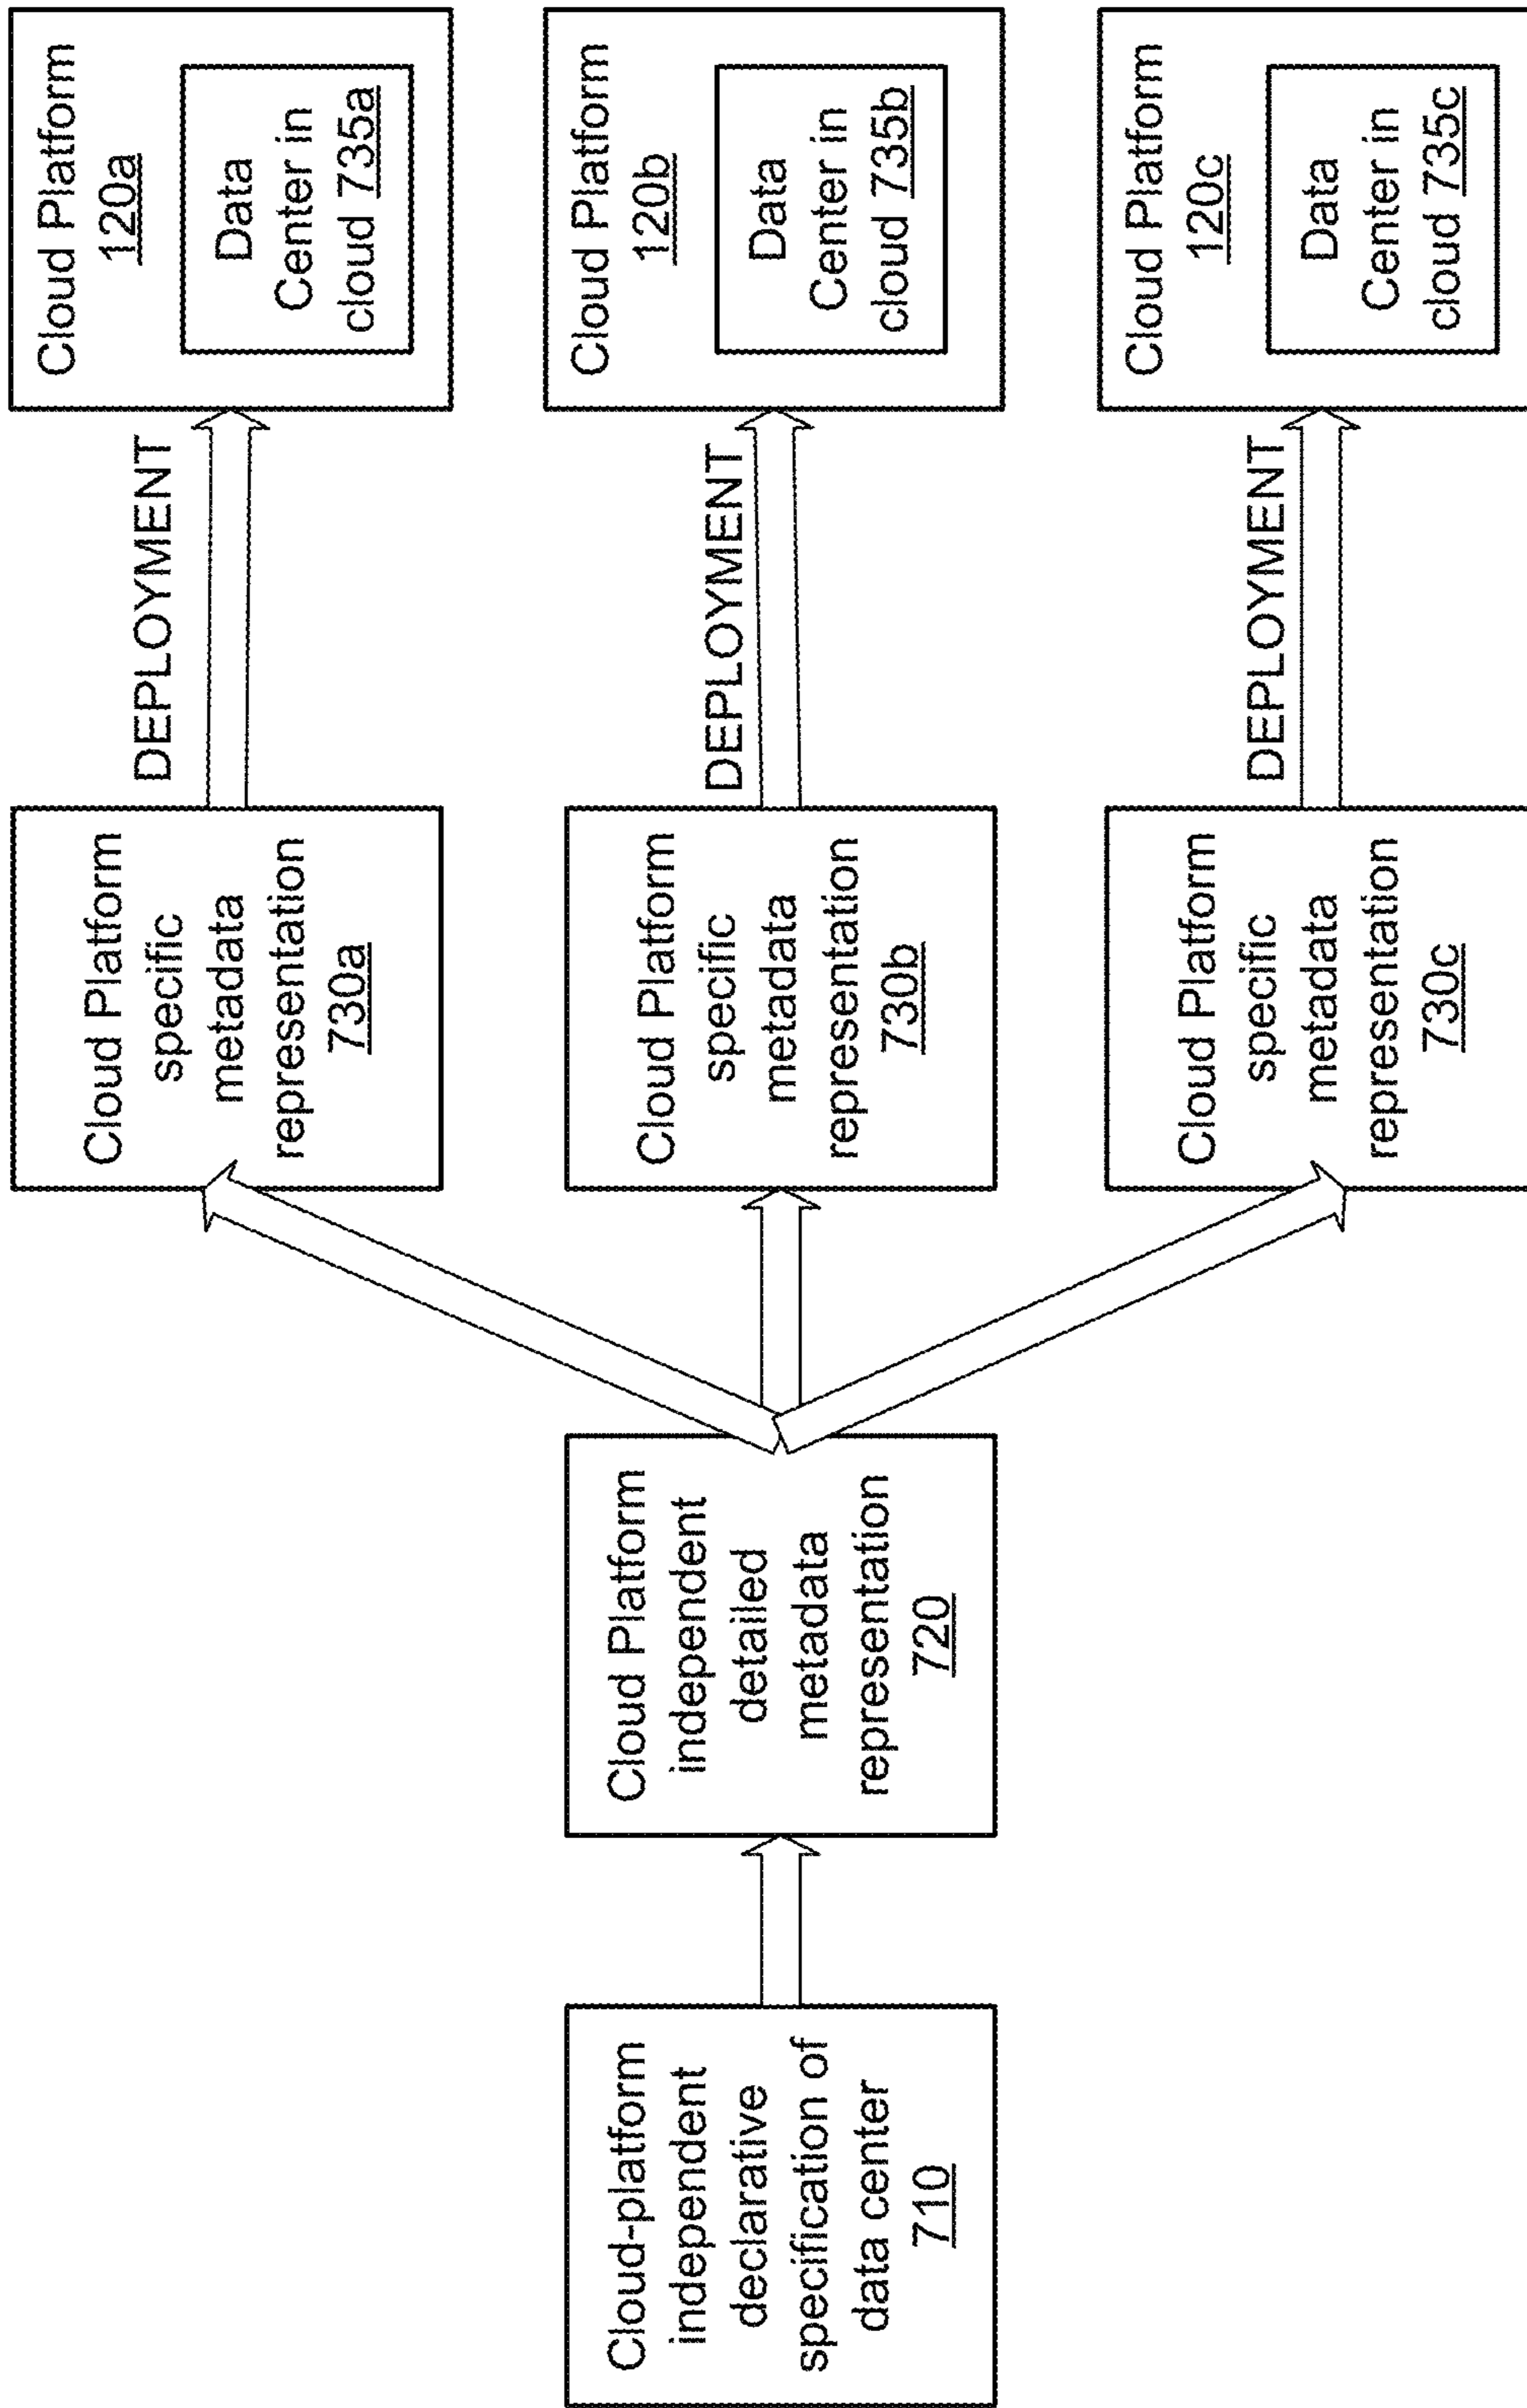 Cloud-platform
independent
declarative
specification of
data center
710
Cloud Platform
independent
detailed
metadata
representation
720
Cloud Platform
specific
metadata
representation
730a
DEPLOYMENT
Cloud Platform
120a
Data
Center in
cloud 735a
Cloud Platform
specific
metadata
representation
730b
DEPLOYMENT
Cloud Platform
120b
Data
Center in
cloud 735b
Cloud Platform
specific
metadata
representation
730c
DEPLOYMENT
Cloud Platform
120c
Data
Center in
cloud 735c